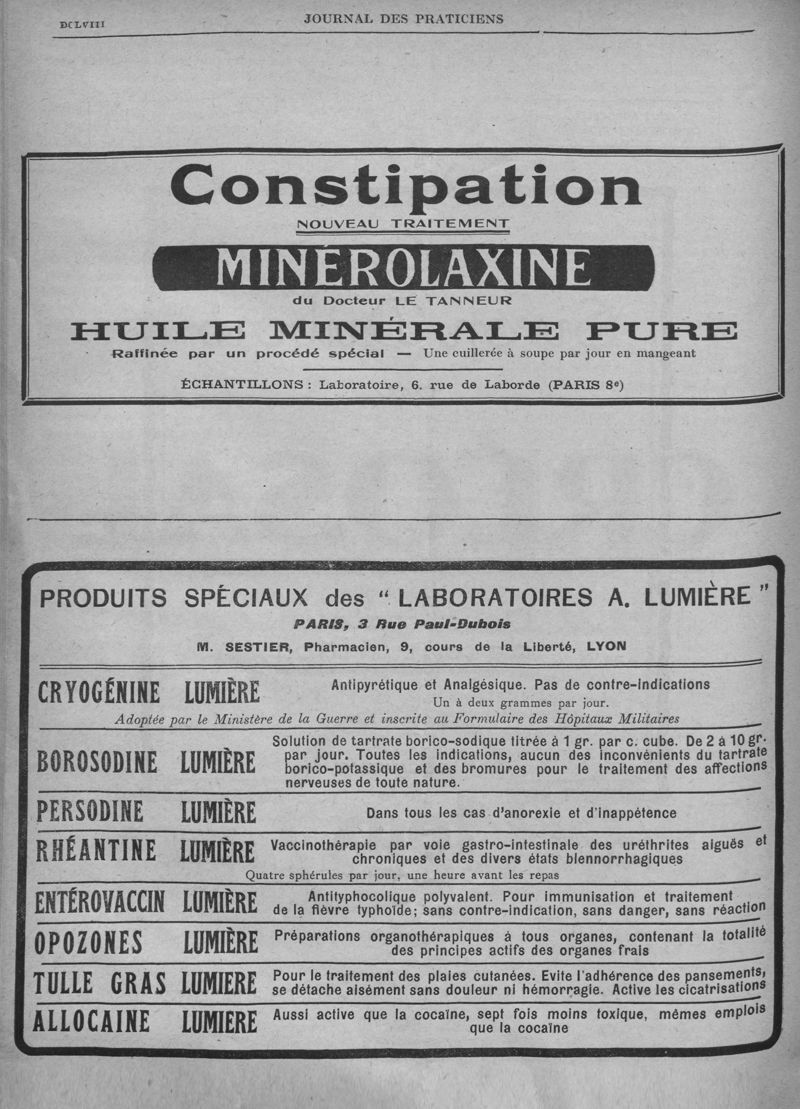 DCLVIII
JOURNAL DES PRATICIENS
Constipation
NOUVEAU TRAITEMENT
MINÉROLAXINE
du Docteur LE TANNEUR
HUILE MINÉRALE PURE
Raffinée par un procédé spécial — Une cuillerée à soupe par jour en mangeant
ÉCHANTILLONS : Laboratoire, 6. rue de Laborde (PARIS 8e)
PRODUITS SPÉCIAUX des “ LABORATOIRES A. LUMIÈRE ”
PARIS, 3 Rue Paul-Dubois
M. SESTIER, Pharmacien, 9, cours de la Liberté, LYON
CRYOGÉNINE LUMIÈRE
Antipyrétique et Analgésique. Pas de contre-indications
Un à deux grammes par jour.
Adoptée par le Ministère de la Guerre et inscrite au Formulaire des Hôpitaux Militaires
BOROSODINE LUMIÈRE
Solution de tartrate borico-sodique titrée à 1 gr. par c. cube. De 2 à 10 gr.
par jour. Toutes les indications, aucun des inconvénients du tartrate
borico-potassique et des bromures pour le traitement des affections
nerveuses de toute nature.
PERSODINE LUMIÈRE
Dans tous les cas d'anorexie et d'inappétence
RHÉANTINE LUMIÈRE
Vaccinothérapie par voie gastro-intestinale des uréthrites aiguës et
chroniques et des divers états blennorrhagiques
Quatre sphérules par jour, une heure avant les repas
ENTÉROVACCIN LUMIÈRE
Antityphocolique polyvalent. Pour immunisation et traitement
de la fièvre typhoïde; sans contre-indication, sans danger, sans réaction
OPOZONES LUMIÈRE
Préparations organothérapiques à tous organes, contenant la totalité
des principes actifs des organes frais
TULLE GRAS LUMIERE
Pour le traitement des plaies cutanées. Evite l'adhérence des pansements,
se détache aisément sans douleur ni hémorragie. Active les cicatrisations
ALLOCAINE LUMIERE
Aussi active que la cocaïne, sept fois moins toxique, mêmes emplois
que la cocaïne